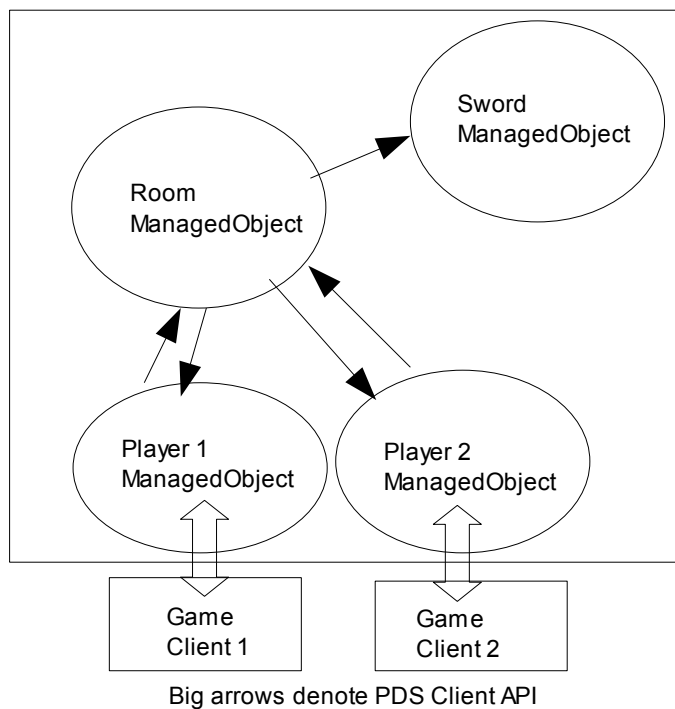 Sword
ManagedObject
Room
ManagedObject
Player 1
ManagedObject
Player 2
ManagedObject
Game
Client 1
Game
Client 2
Big arrows denote PDS Client API